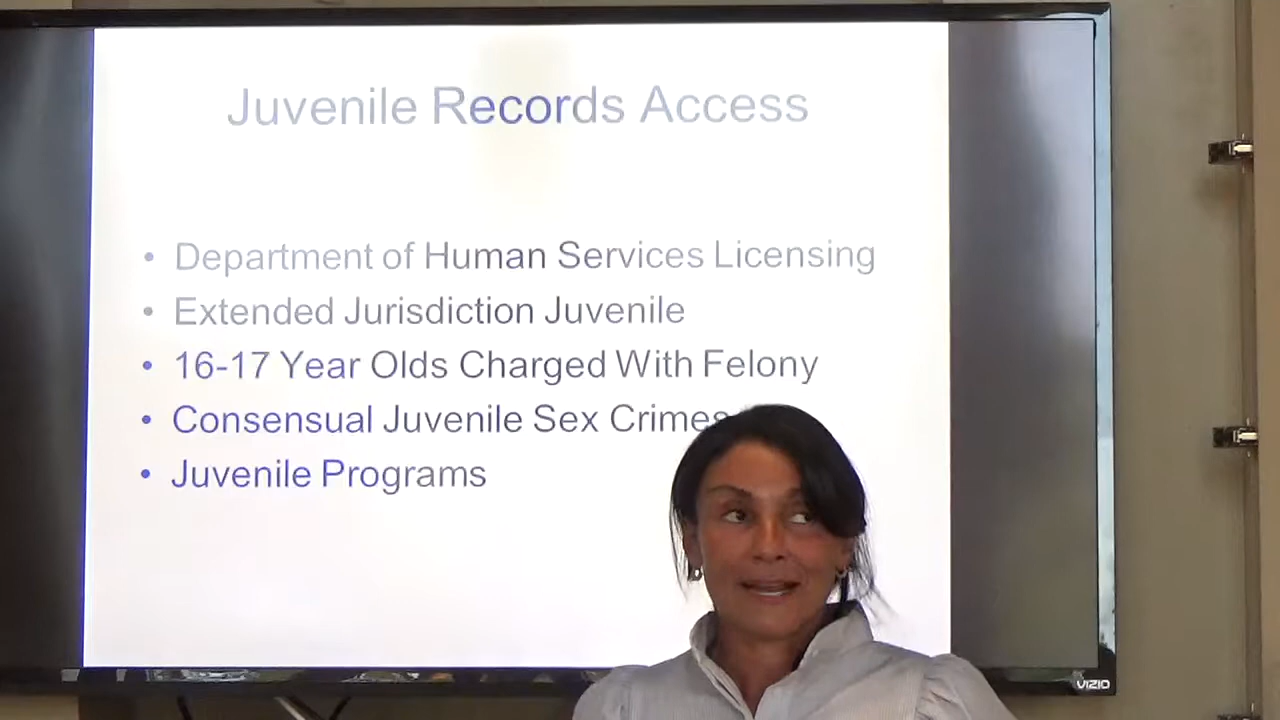 Juvenile Records Access
• Department of Human Services Licensing
• Extended Jurisdiction Juvenile
• 16-17 Year Olds Charged With Felony
• Consensual Juvenile Sex Crimes
• Juvenile Programs
VIZIO